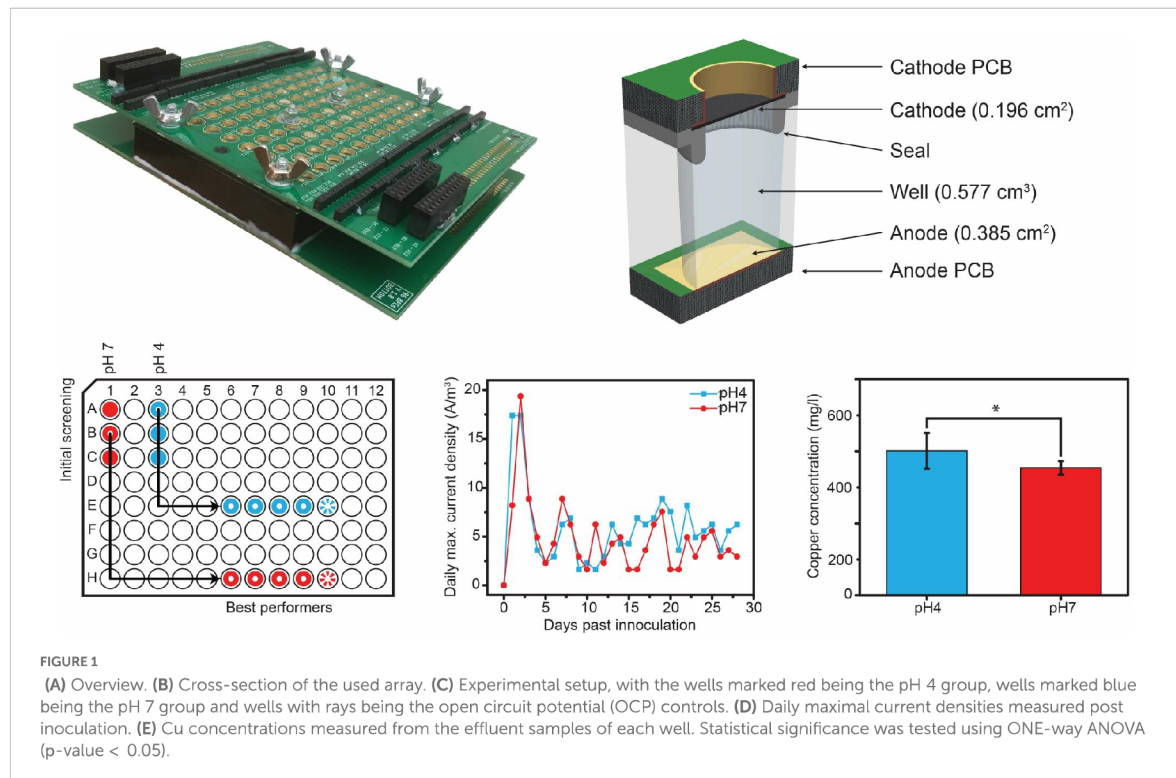 Cathode PCB
Cathode (0.196 cm²)
Seal
Well (0.577 cm³)
Anode (0.385 cm²)
Anode PCB
pH 7
pH 4
Initial screening
1 2 3 4 5 6 7 8 9 10 11 12
A
B
C
D
E
F
G
H
Best performers
Daily max. current density (A/m³)
20
15
10
5
0
pH4
pH7
0 5 10 15 20 25 30
Days past innoculation
Copper concentration (mg/l)
600
400
200
0
*
pH4 pH7
FIGURE 1
(A) Overview. (B) Cross-section of the used array. (C) Experimental setup, with the wells marked red being the pH 4 group, wells marked blue
being the pH 7 group and wells with rays being the open circuit potential (OCP) controls. (D) Daily maximal current densities measured post
inoculation. (E) Cu concentrations measured from the effluent samples of each well. Statistical significance was tested using ONE-way ANOVA
(p-value < 0.05).